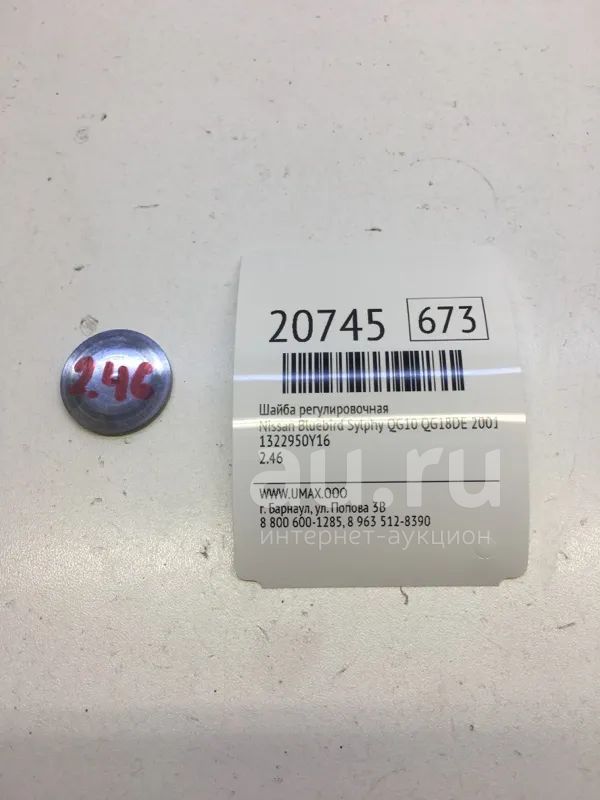 2.46
20745 673
Шайба регулировочная
Nissan Bluebird Sylphy QG10 QG18DE 2001
1322950Y16
2.46
WWW.UMAX.OOO
г. Барнаул, ул. Попова 3В
8 800 600-1285, 8 963 512-8390
au.ru
интернет-аукцион